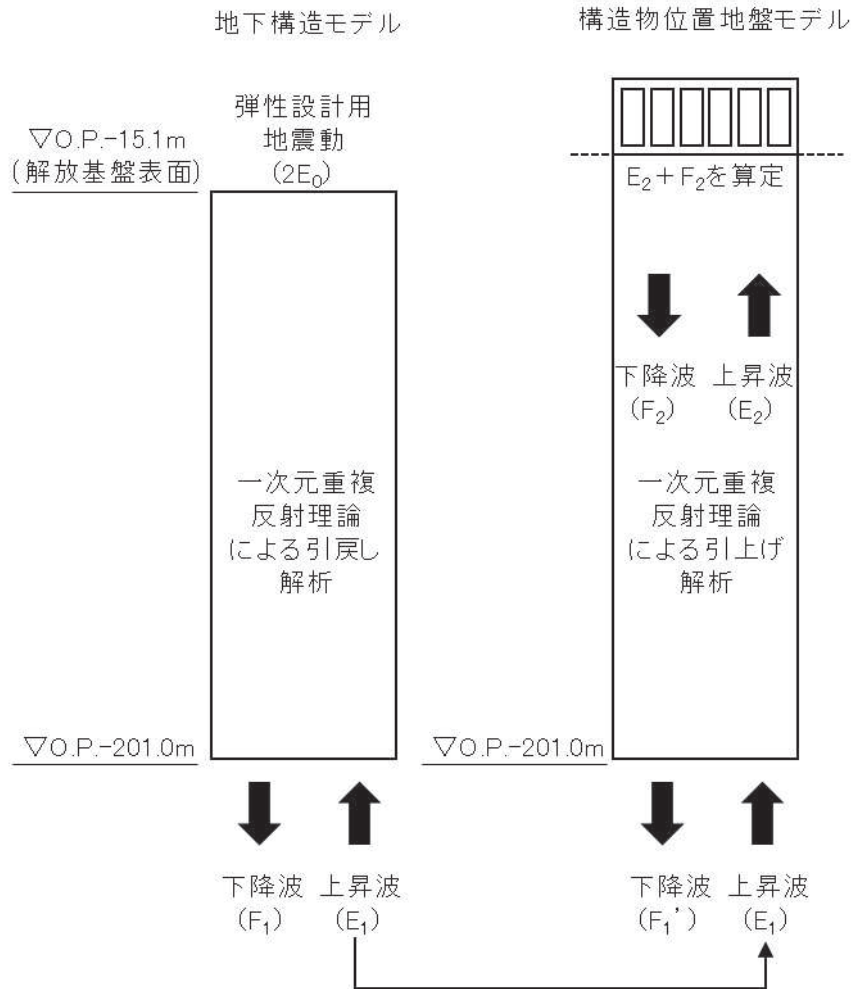 地下構造モデル
弾性設計用
地震動
(2E₀)
▽O.P.-15.1m
(解放基盤表面)
一次元重複
反射理論
による引戻し
解析
▽O.P.-201.0m
下降波
(F₁)
上昇波
(E₁)
構造物位置地盤モデル
E₂+F₂を算定
下降波
(F₂)
上昇波
(E₂)
一次元重複
反射理論
による引上げ
解析
▽O.P.-201.0m
下降波
(F₁')
上昇波
(E₁)